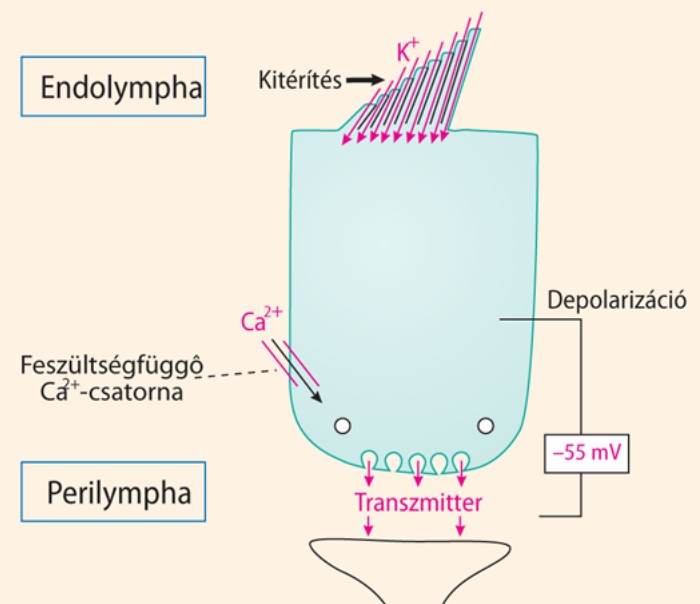 K⁺
Kitérítés
Endolympha
Depolarizáció
Ca²⁺
Feszültségfüggô
Ca²⁺-csatorna
–55 mV
Perilympha
Transzmitter